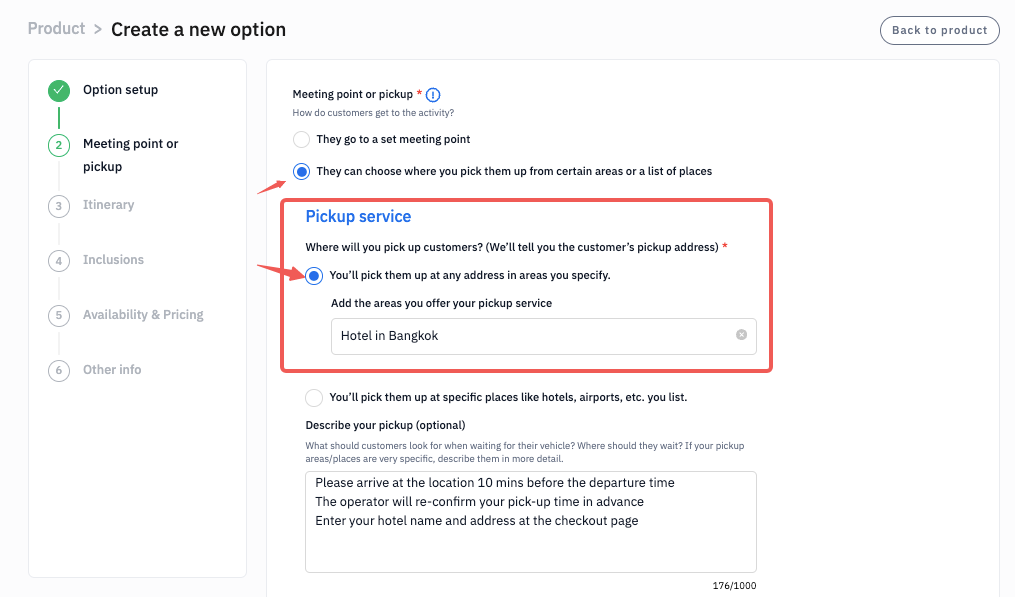 Product > Create a new option
Back to product
Option setup
2
Meeting point or
pickup
3
Itinerary
4
Inclusions
5
Availability & Pricing
6
Other info
Meeting point or pickup *
How do customers get to the activity?
They go to a set meeting point
They can choose where you pick them up from certain areas or a list of places
Pickup service
Where will you pick up customers? (We’ll tell you the customer’s pickup address) *
You’ll pick them up at any address in areas you specify.
Add the areas you offer your pickup service
Hotel in Bangkok
You’ll pick them up at specific places like hotels, airports, etc. you list.
Describe your pickup (optional)
What should customers look for when waiting for their vehicle? Where should they wait? If your pickup
areas/places are very specific, describe them in more detail.
Please arrive at the location 10 mins before the departure time
The operator will re-confirm your pick-up time in advance
Enter your hotel name and address at the checkout page
176/1000